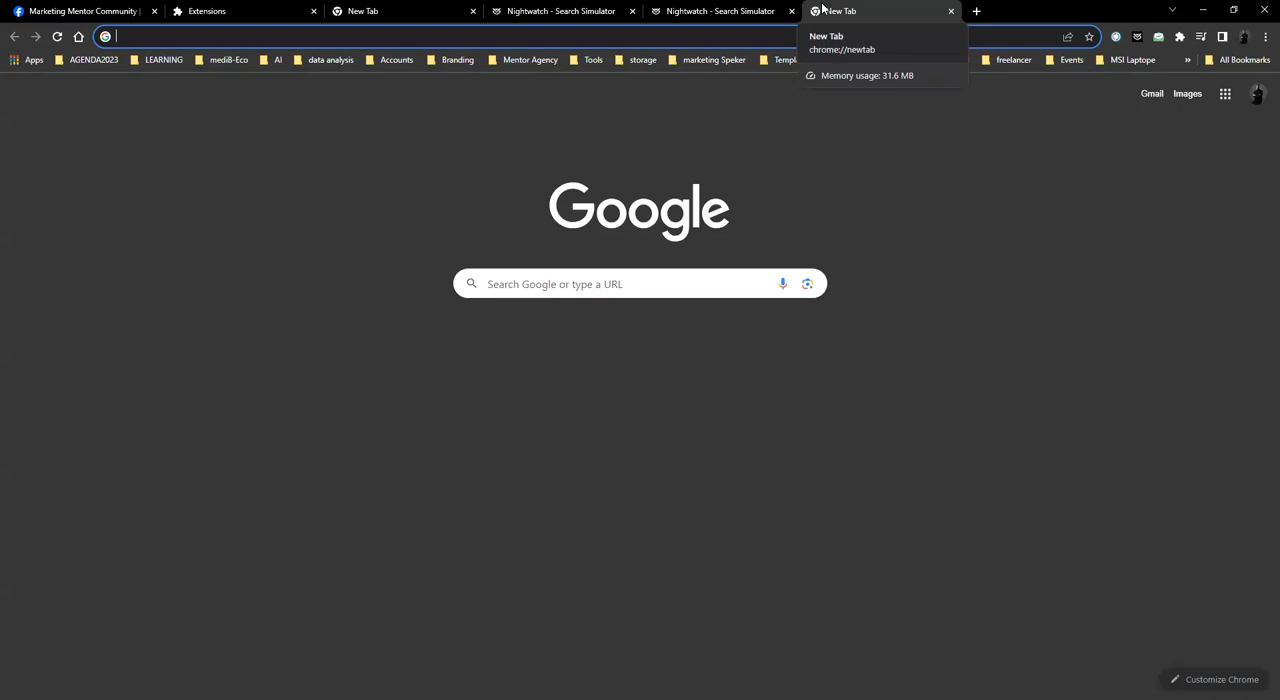 Marketing Mentor Community |
Extensions
New Tab
Nightwatch - Search Simulator
Nightwatch - Search Simulator
New Tab
New Tab
chrome://newtab
Memory usage: 31.6 MB
Apps
AGENDA2023
LEARNING
mediB-Eco
AI
data analysis
Accounts
Branding
Mentor Agency
Tools
storage
marketing Speker
Templa
freelancer
Events
MSI Laptope
»
All Bookmarks
Gmail
Images
Google
Search Google or type a URL
Customize Chrome